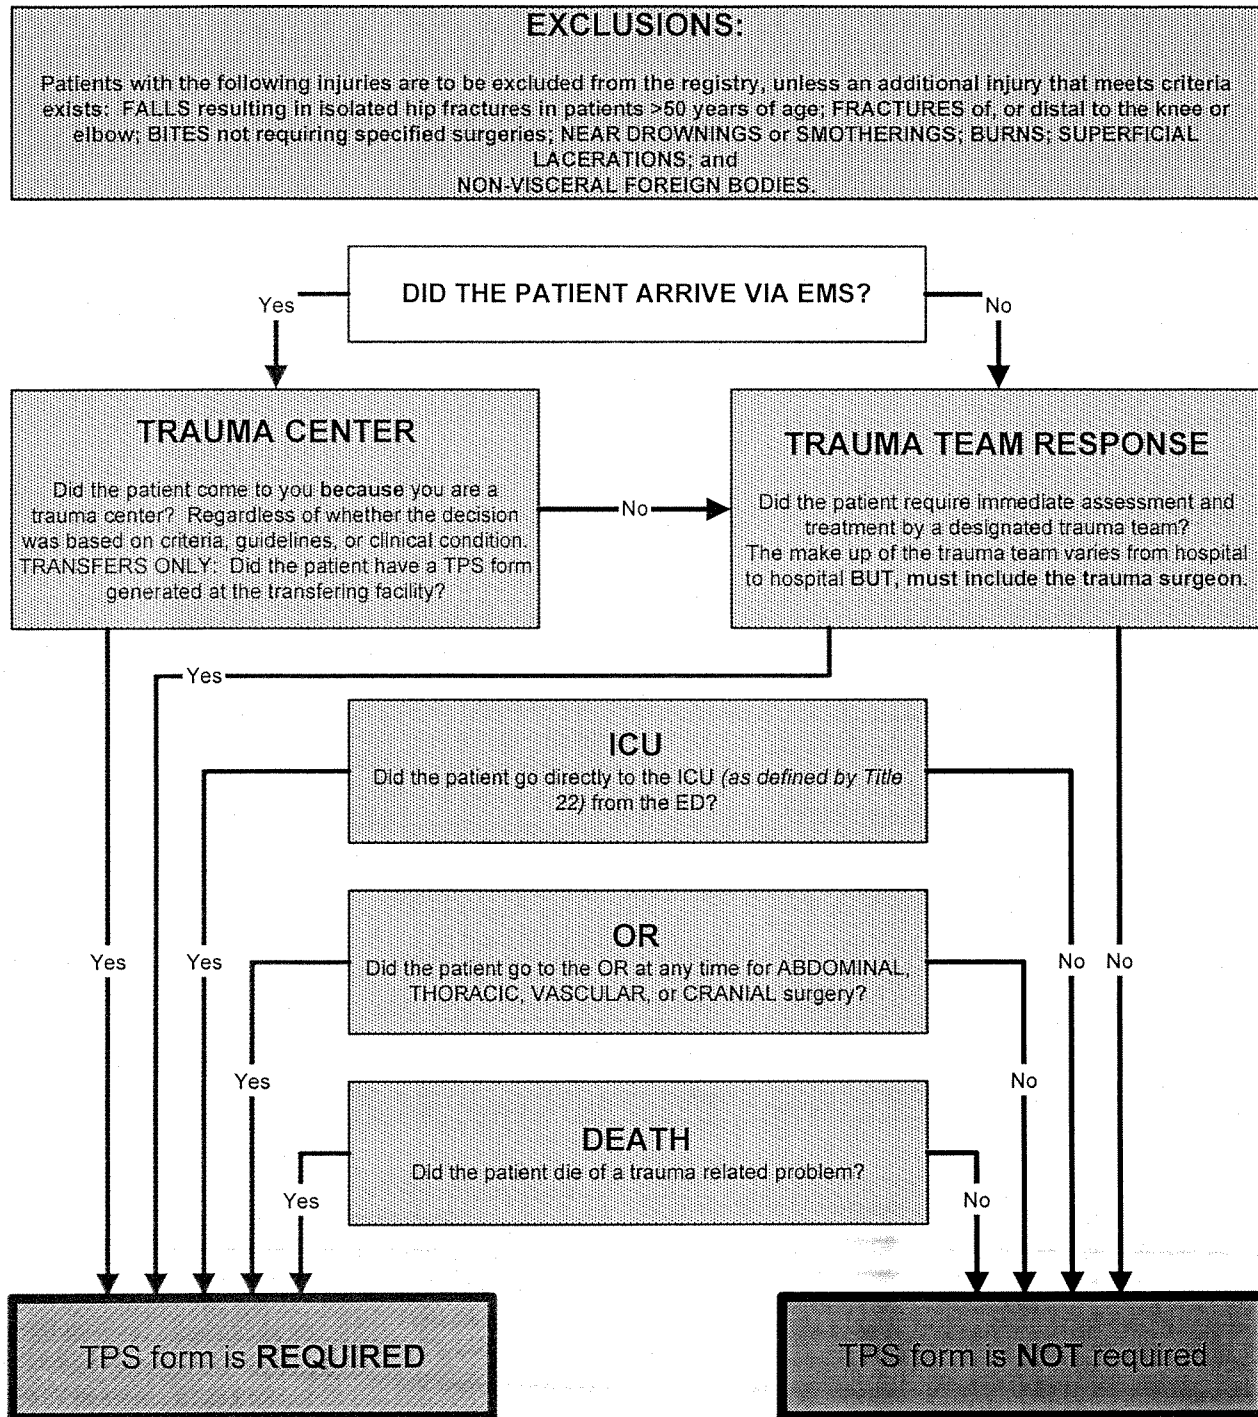 EXCLUSIONS:
Patients with the following injuries are to be excluded from the registry, unless an additional injury that meets criteria
exists: FALLS resulting in isolated hip fractures in patients >50 years of age; FRACTURES of, or distal to the knee or
elbow; BITES not requiring specified surgeries; NEAR DROWNINGS or SMOTHERINGS; BURNS; SUPERFICIAL
LACERATIONS; and
NON-VISCERAL FOREIGN BODIES.
DID THE PATIENT ARRIVE VIA EMS?
Yes
No
TRAUMA CENTER
Did the patient come to you because you are a
trauma center? Regardless of whether the decision
was based on criteria, guidelines, or clinical condition.
TRANSFERS ONLY: Did the patient have a TPS form
generated at the transfering facility?
No
TRAUMA TEAM RESPONSE
Did the patient require immediate assessment and
treatment by a designated trauma team?
The make up of the trauma team varies from hospital
to hospital BUT, must include the trauma surgeon.
Yes
ICU
Did the patient go directly to the ICU (as defined by Title
22) from the ED?
OR
Did the patient go to the OR at any time for ABDOMINAL,
THORACIC, VASCULAR, or CRANIAL surgery?
Yes
Yes
No
No
Yes
No
DEATH
Did the patient die of a trauma related problem?
Yes
No
TPS form is REQUIRED
TPS form is NOT required